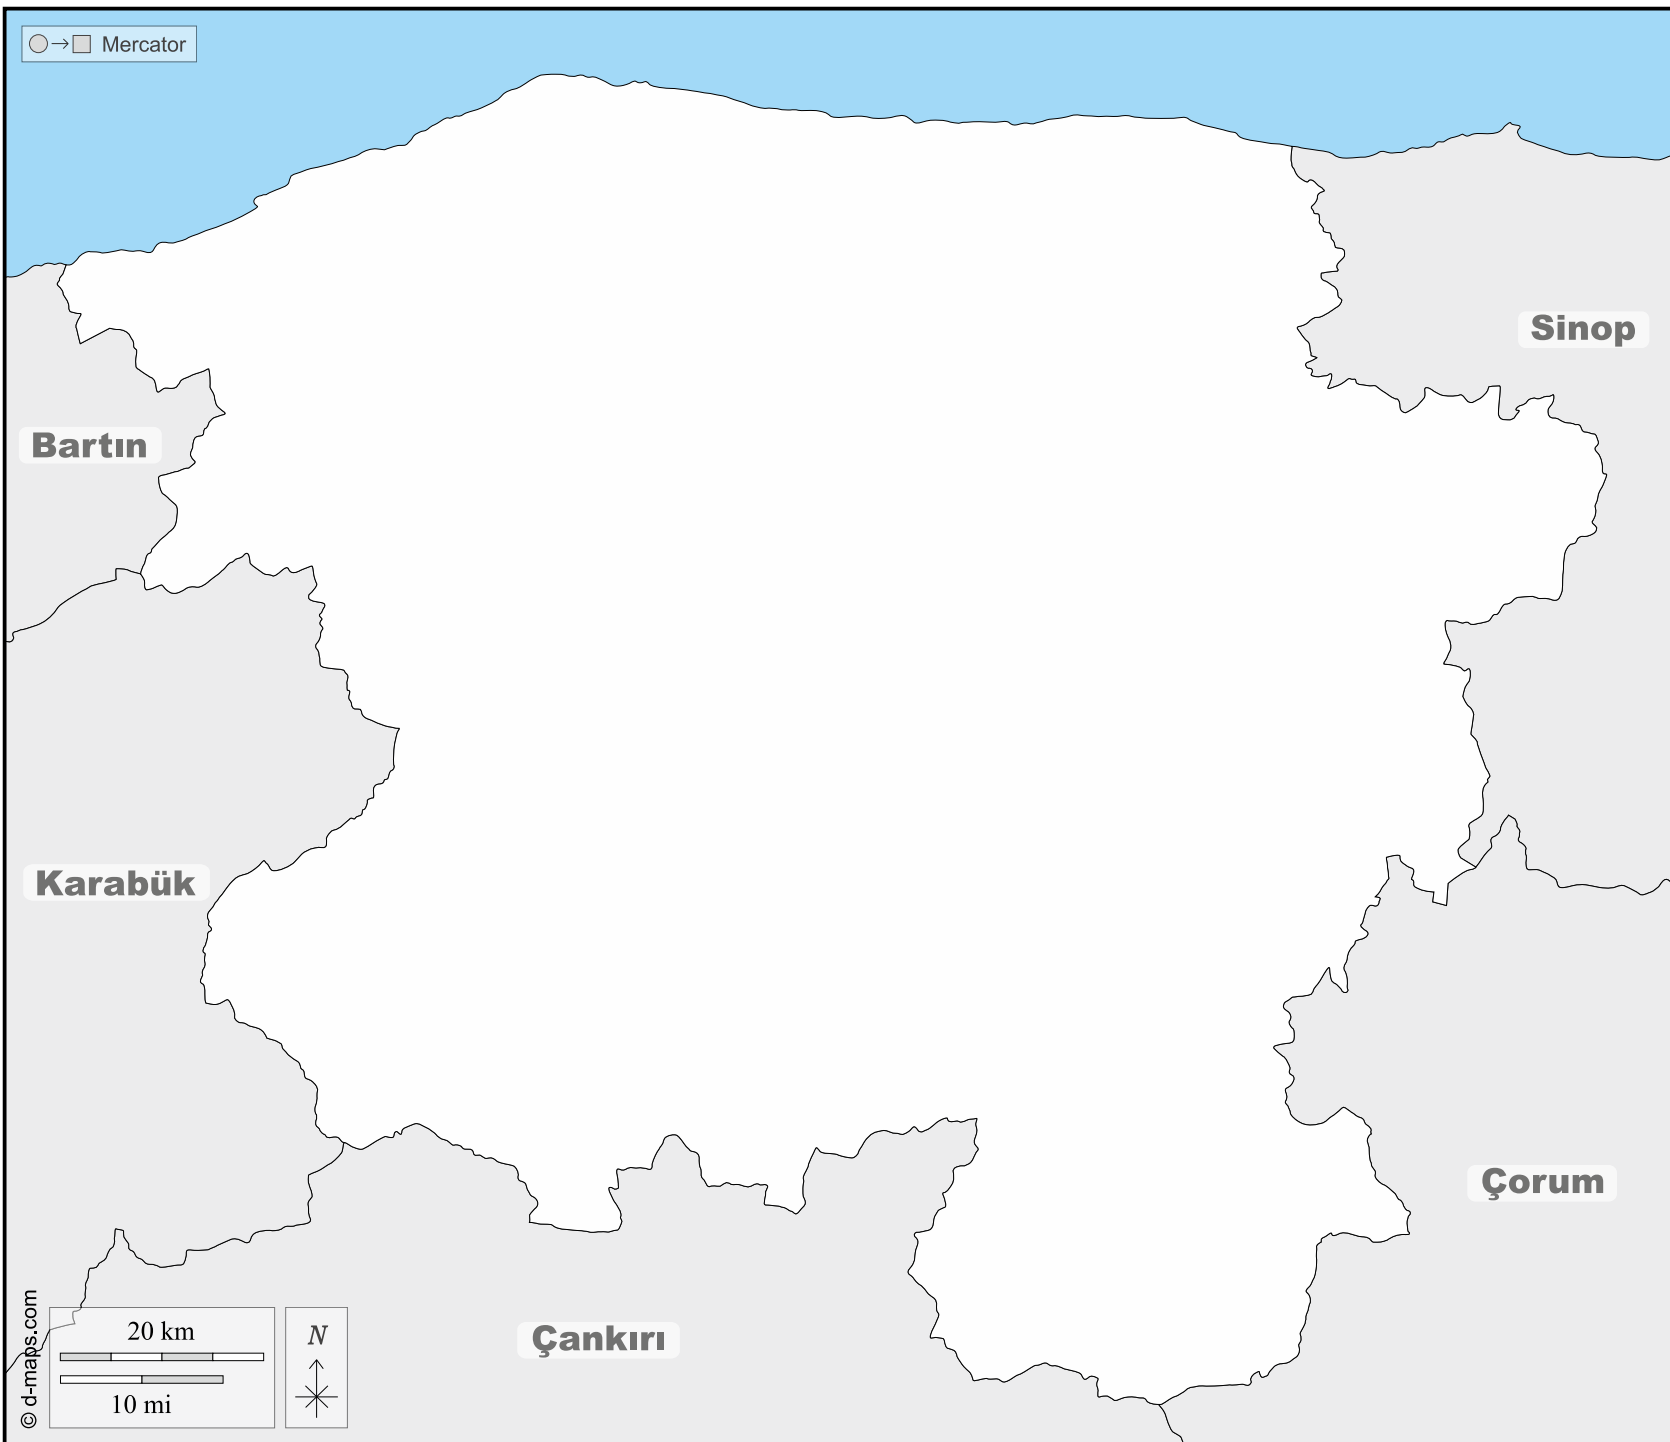 Mercator
Sinop
Bartın
Karabük
Çorum
Çankırı
20 km
10 mi
N
© d-maps.com